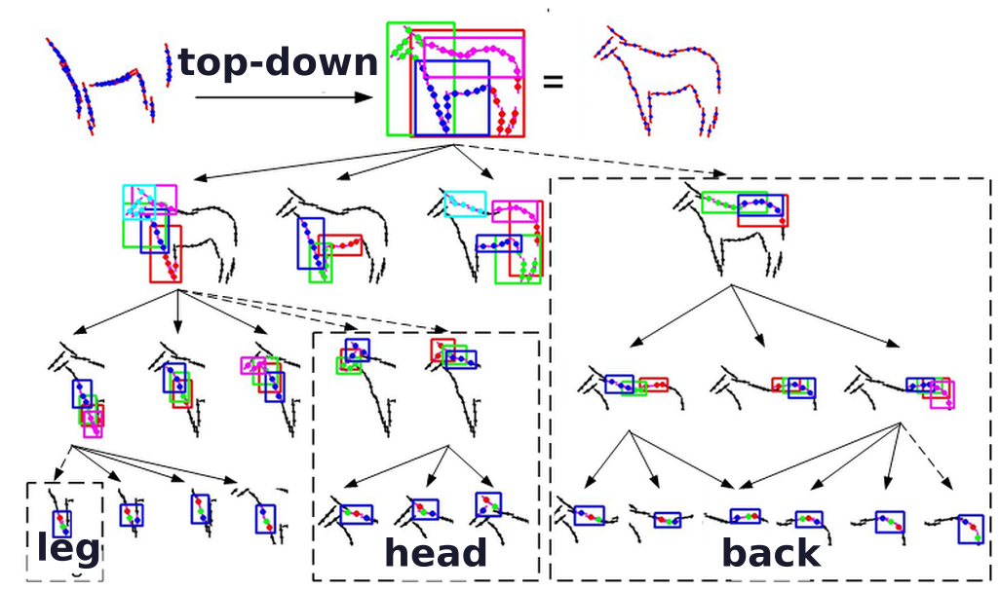 top-down
=
leg
head
back